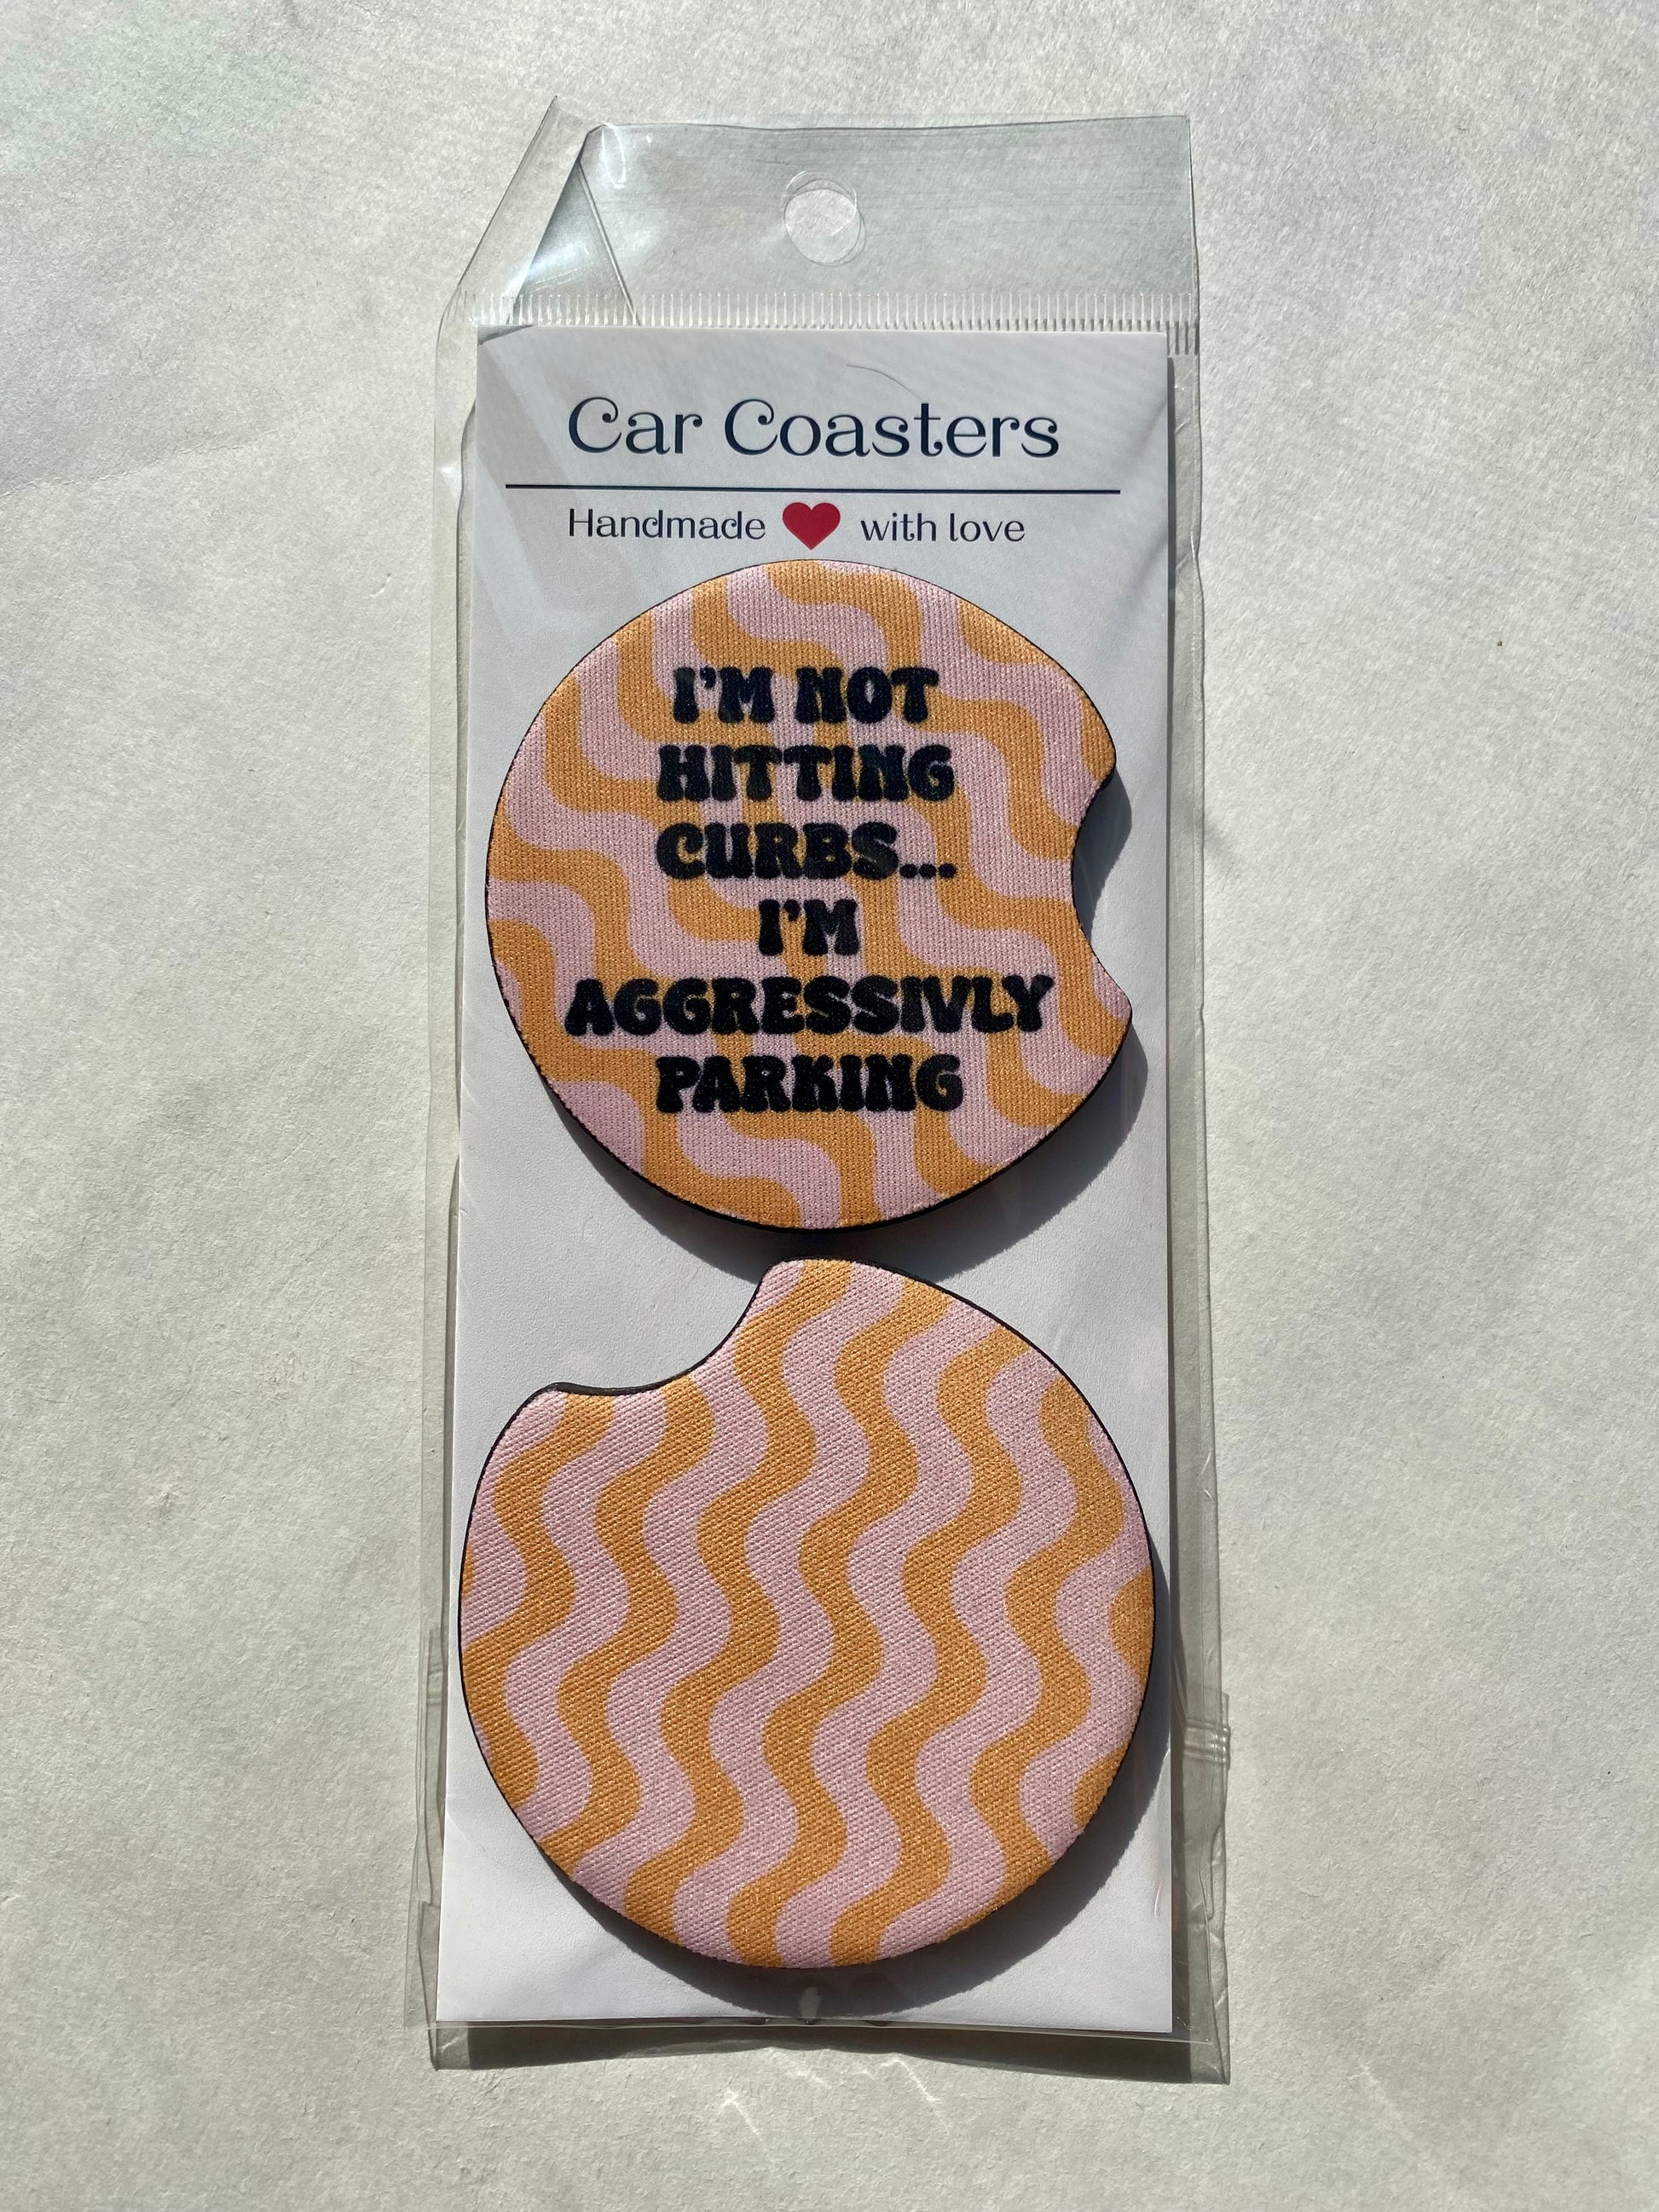 Car Coasters
Handmade with love
I'M NOT
HITTING
CURBS...
I'M
AGGRESSIVLY
PARKING